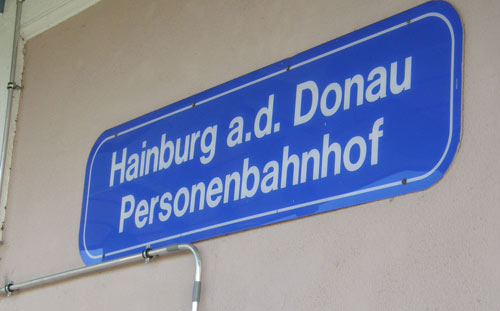 Hainburg a.d. Donau
Personenbahnhof